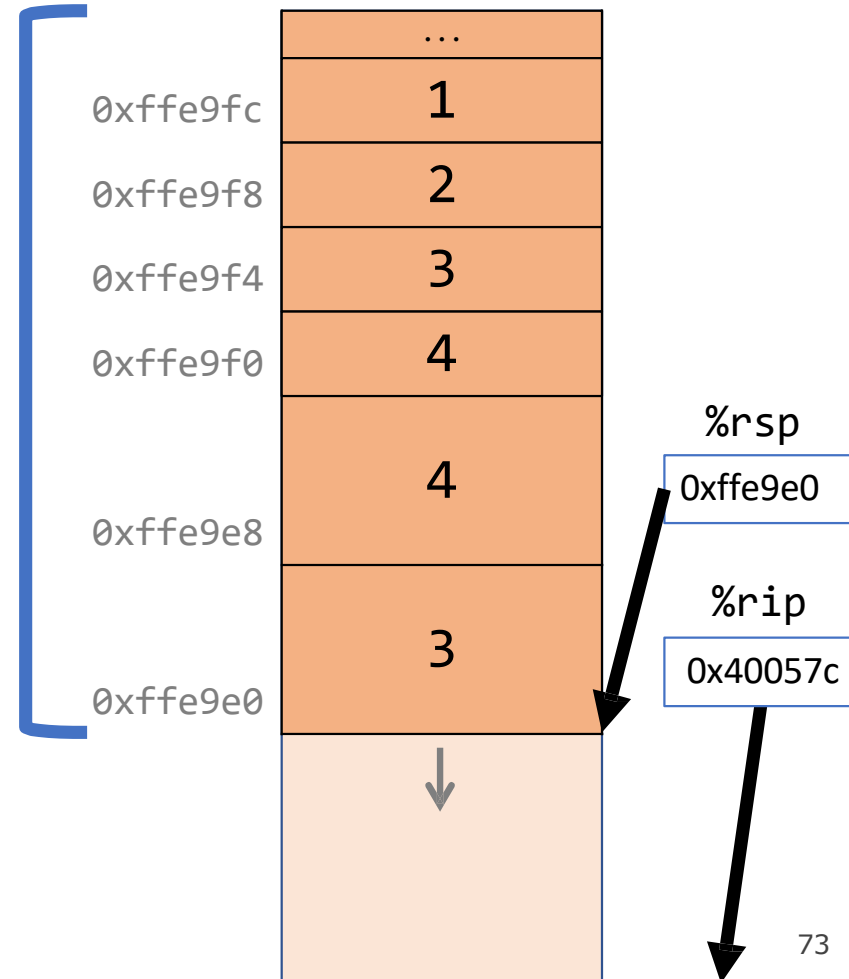 ...
0xffe9fc 1
0xffe9f8 2
0xffe9f4 3
0xffe9f0 4
0xffe9e8 4
0xffe9e0 3
%rsp
0xffe9e0
%rip
0x40057c
73